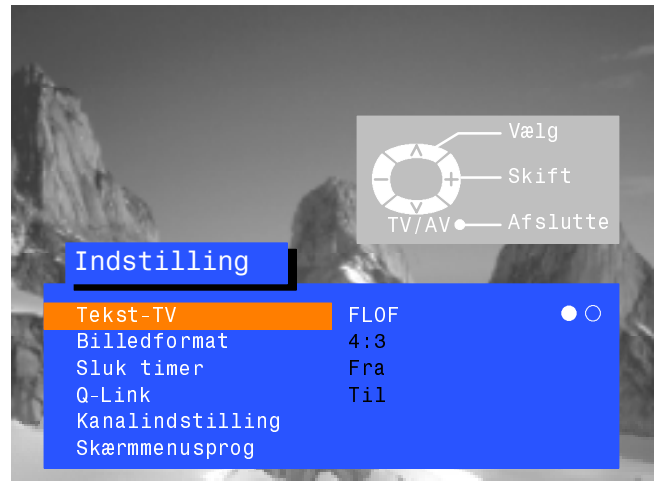 Vælg
Skift
TV/AV Afslutte
Indstilling
Tekst-TV FLOF
Billedformat 4:3
Sluk timer Fra
Q-Link Til
Kanalindstilling
Skærmmenusprog